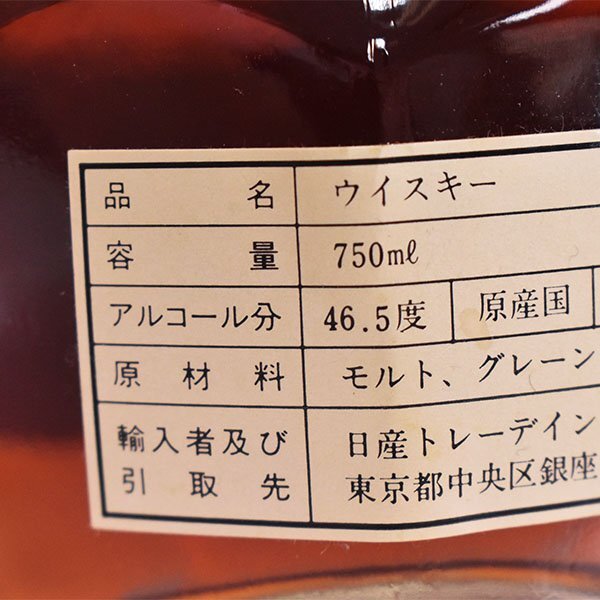 品名 ウイスキー
容量 750mℓ
アルコール分 46.5度 原産国
原材料 モルト、グレーン
輸入者及び 日産トレーデイン
引取先 東京都中央区銀座